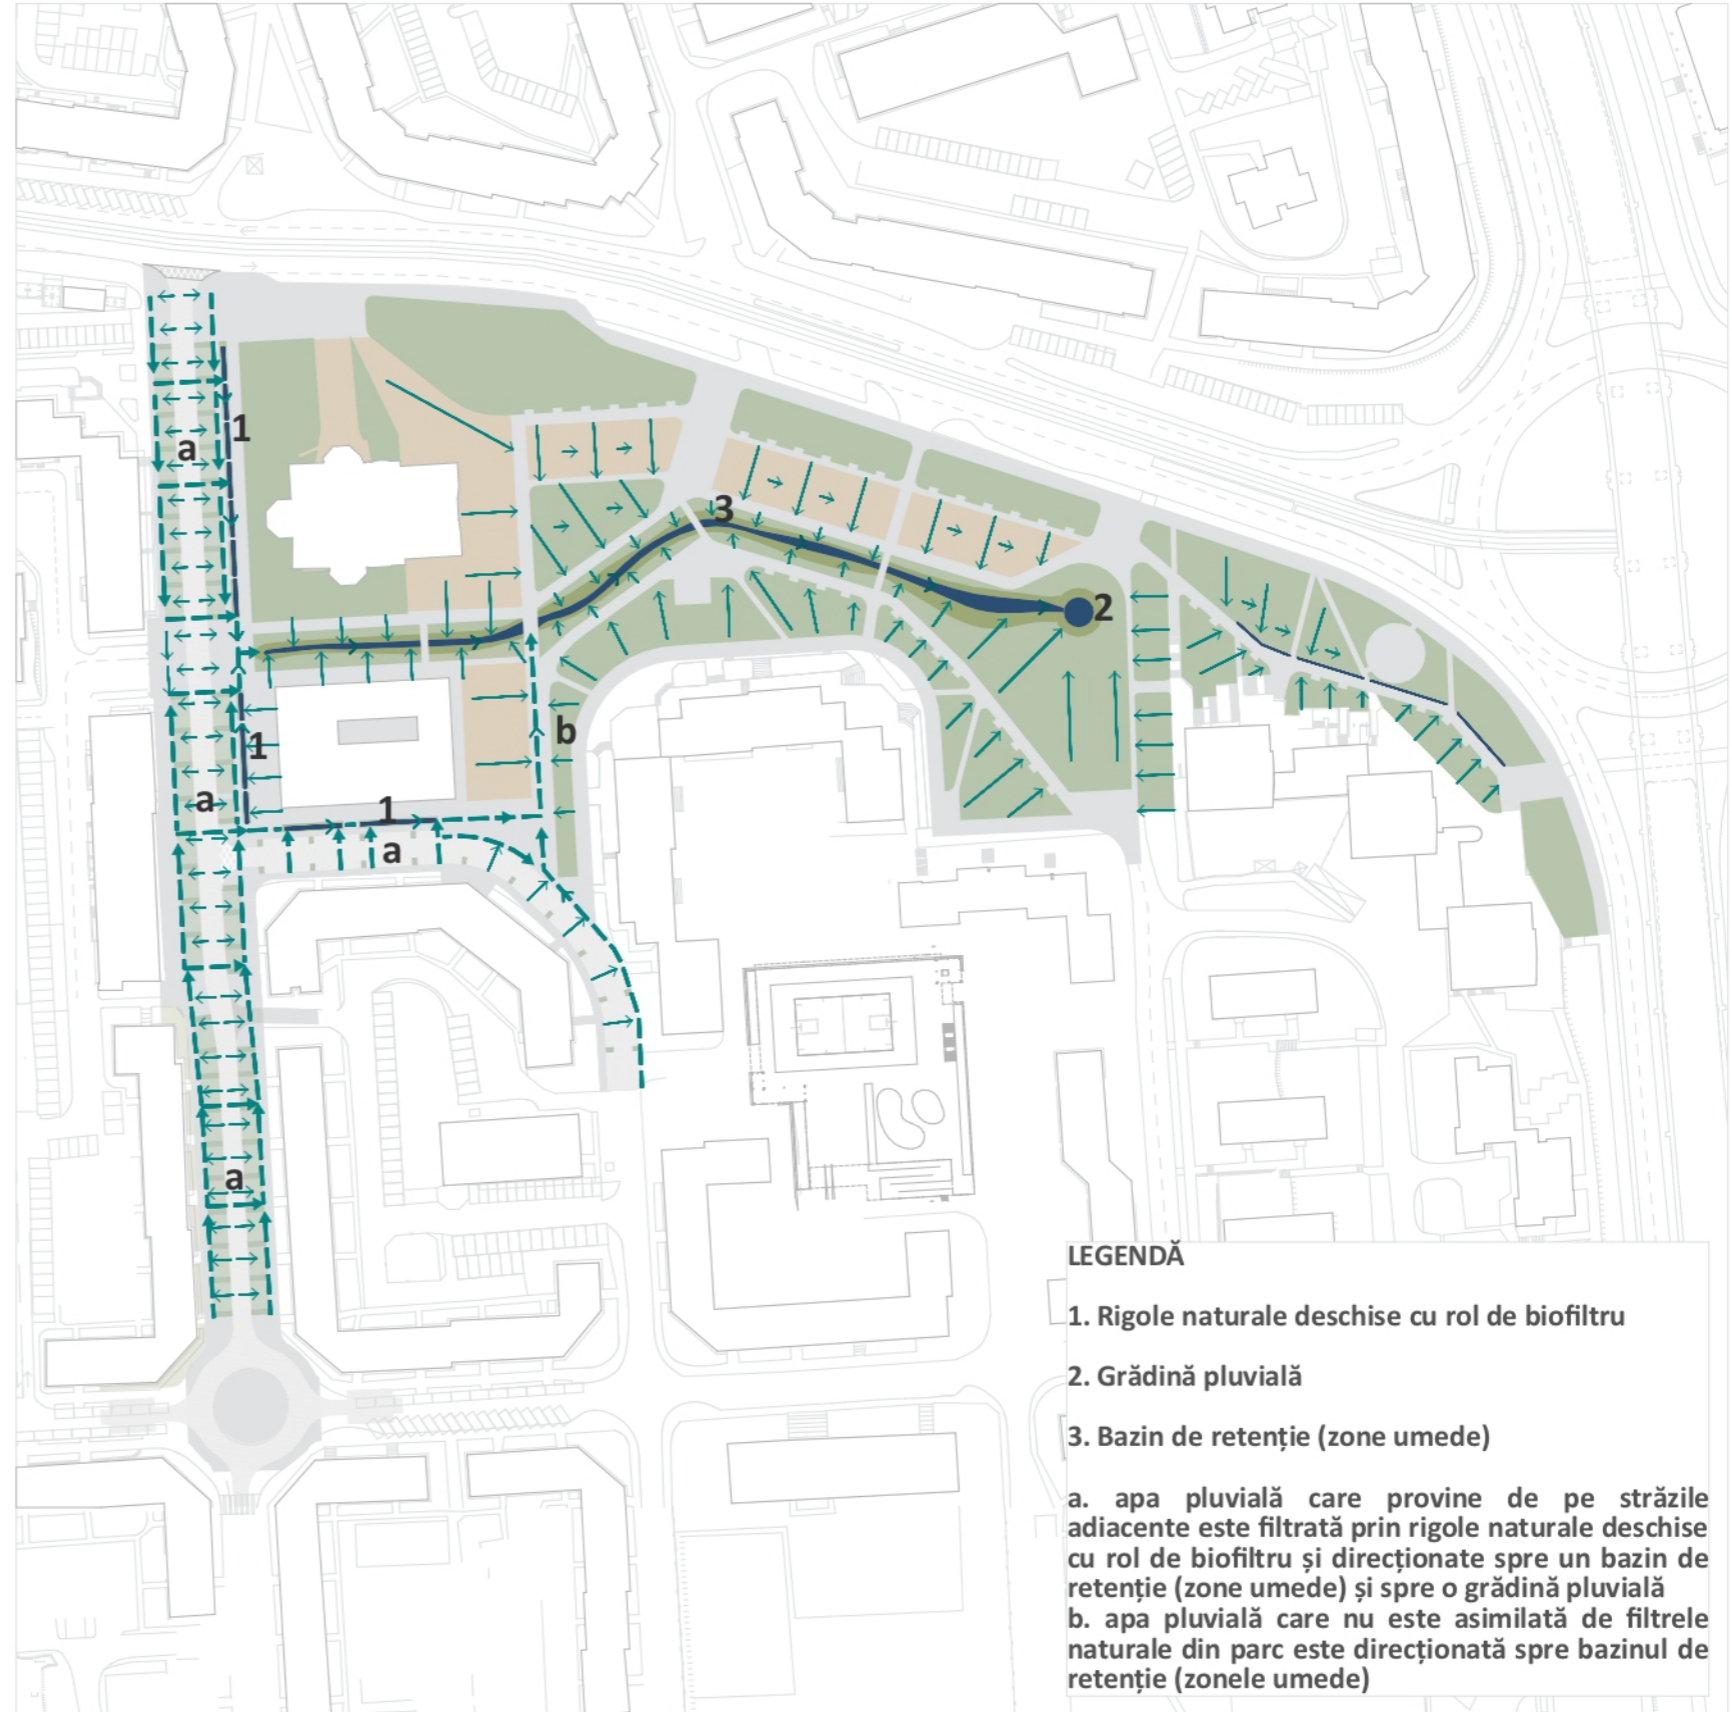 1
a
3
2
b
1
a
1
a
a
LEGENDĂ
1. Rigole naturale deschise cu rol de biofiltru
2. Grădină pluvială
3. Bazin de retenție (zone umede)
a. apa pluvială care provine de pe străzile
adiacente este filtrată prin rigole naturale deschise
cu rol de biofiltru și direcționate spre un bazin de
retenție (zone umede) și spre o grădină pluvială
b. apa pluvială care nu este asimilată de filtrele
naturale din parc este direcționată spre bazinul de
retenție (zonele umede)